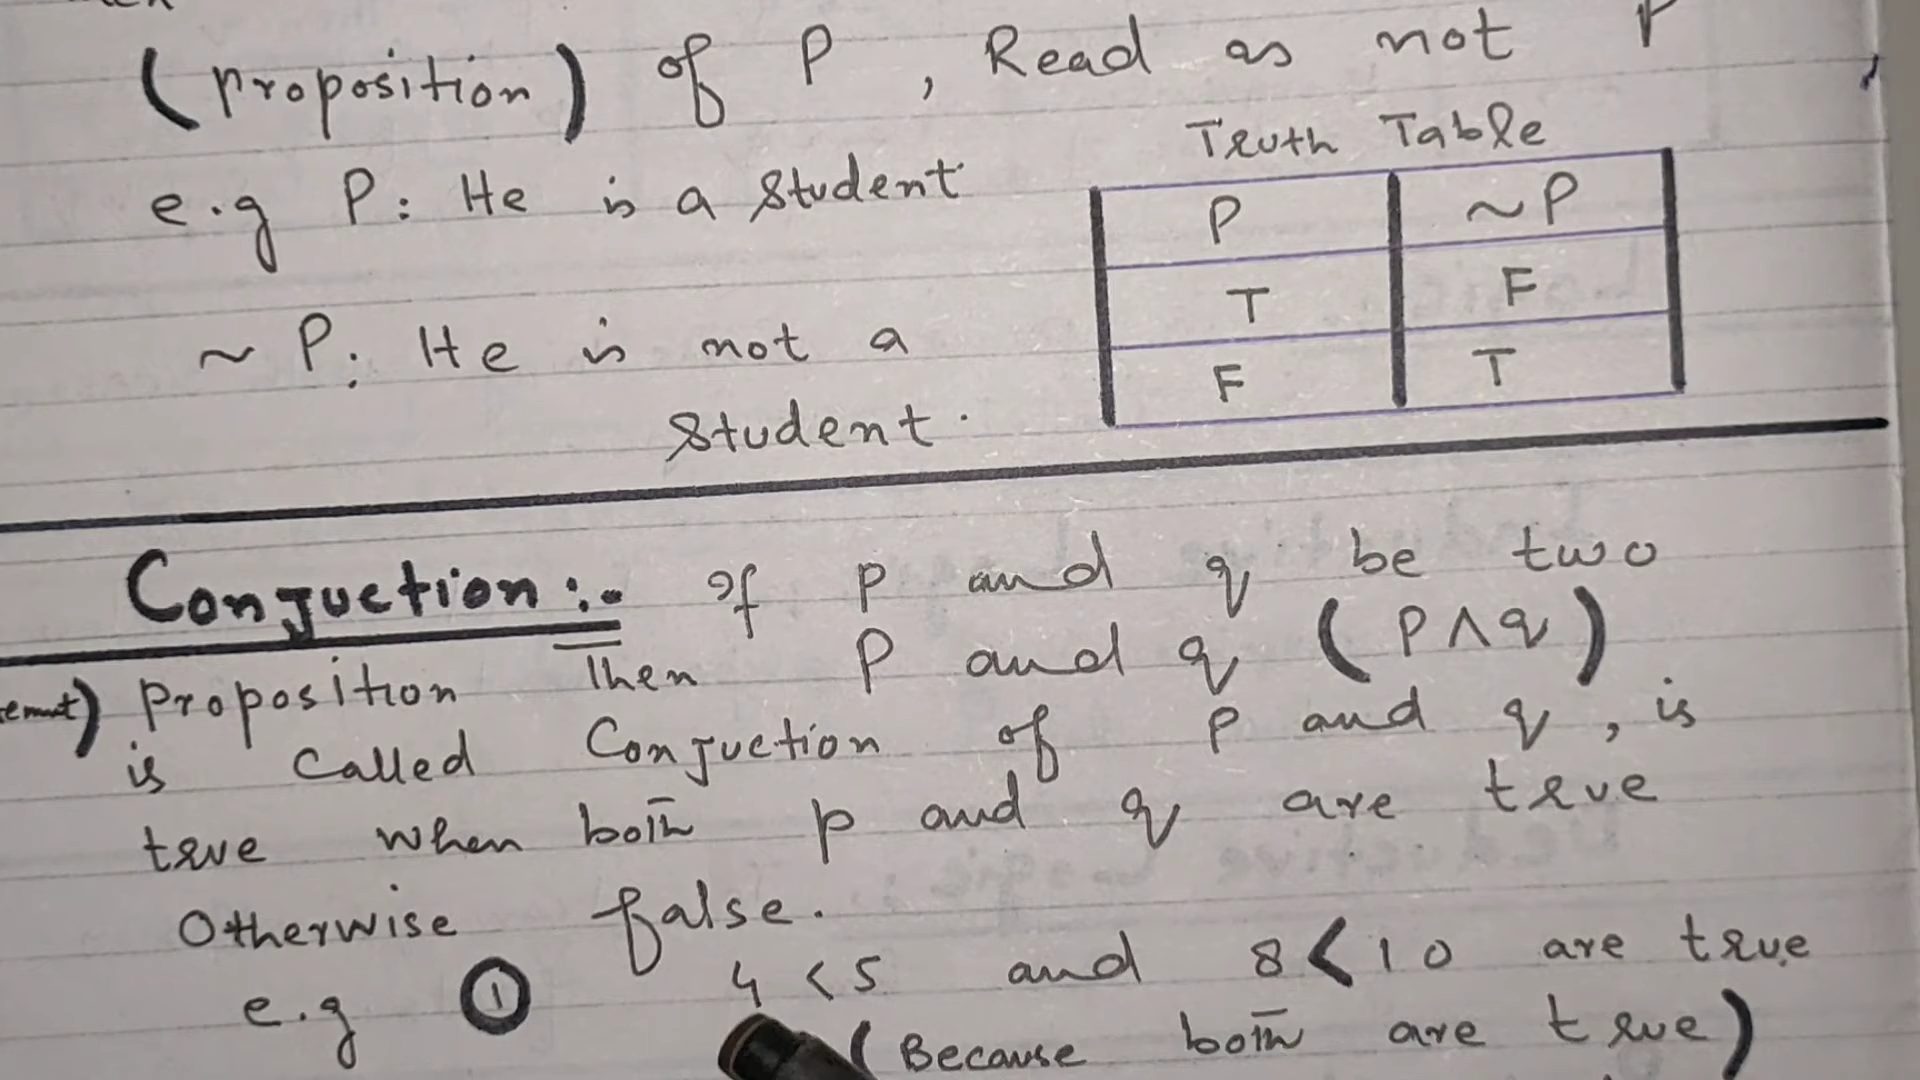 (proposition) of P, Read as not P
Truth Table
e.g P: He is a student
P ~P
T F
~P: He is not a
F T
student.
Conjuction :- If p and q be two
proposition Then P and q (P∧q)
is called Conjuction of P and q, is
true when both p and q are true
Otherwise false.
e.g ① 4 < 5 and 8 < 10 are true
(Because both are true)